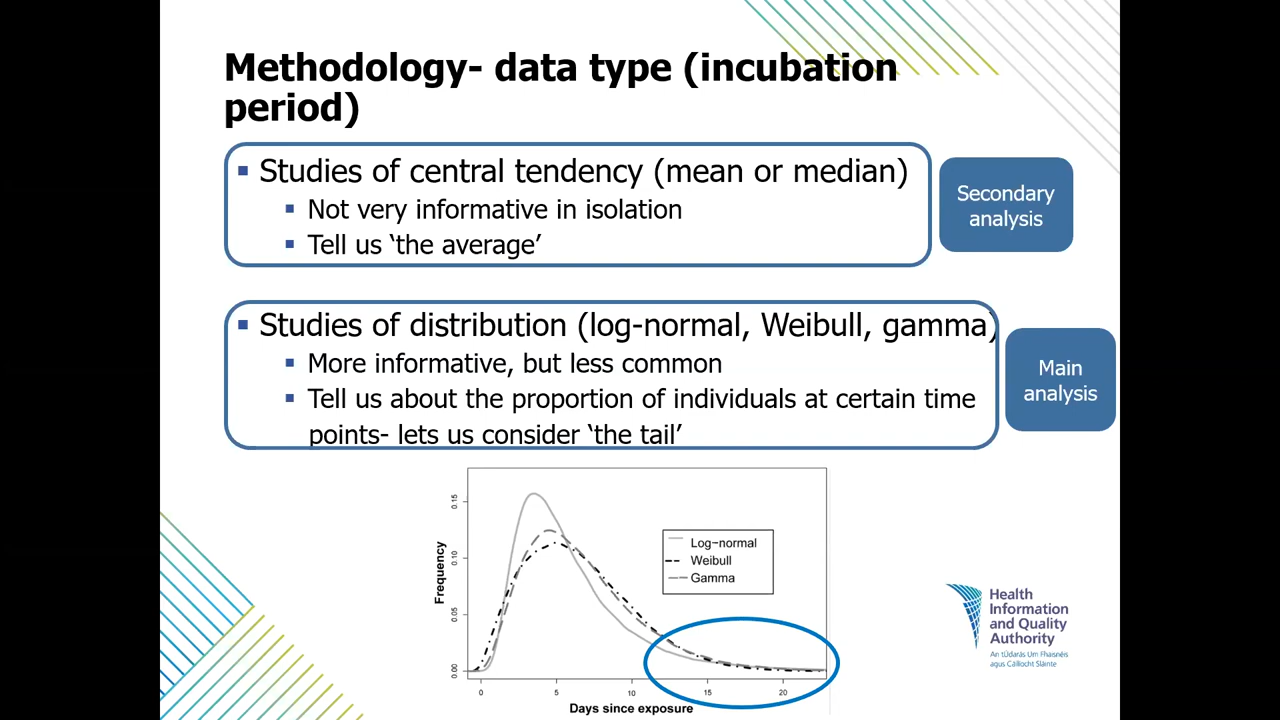 Methodology- data type (incubation
period)
▪ Studies of central tendency (mean or median)
▪ Not very informative in isolation
▪ Tell us ‘the average’
Secondary
analysis
▪ Studies of distribution (log-normal, Weibull, gamma)
▪ More informative, but less common
▪ Tell us about the proportion of individuals at certain time
points- lets us consider ‘the tail’
Main
analysis
Frequency
0.15
0.10
0.05
0.00
Log-normal
Weibull
Gamma
0 5 10 15 20
Days since exposure
Health
Information
and Quality
Authority
An tÚdarás Um Fhaisnéis
agus Cáilíocht Sláinte